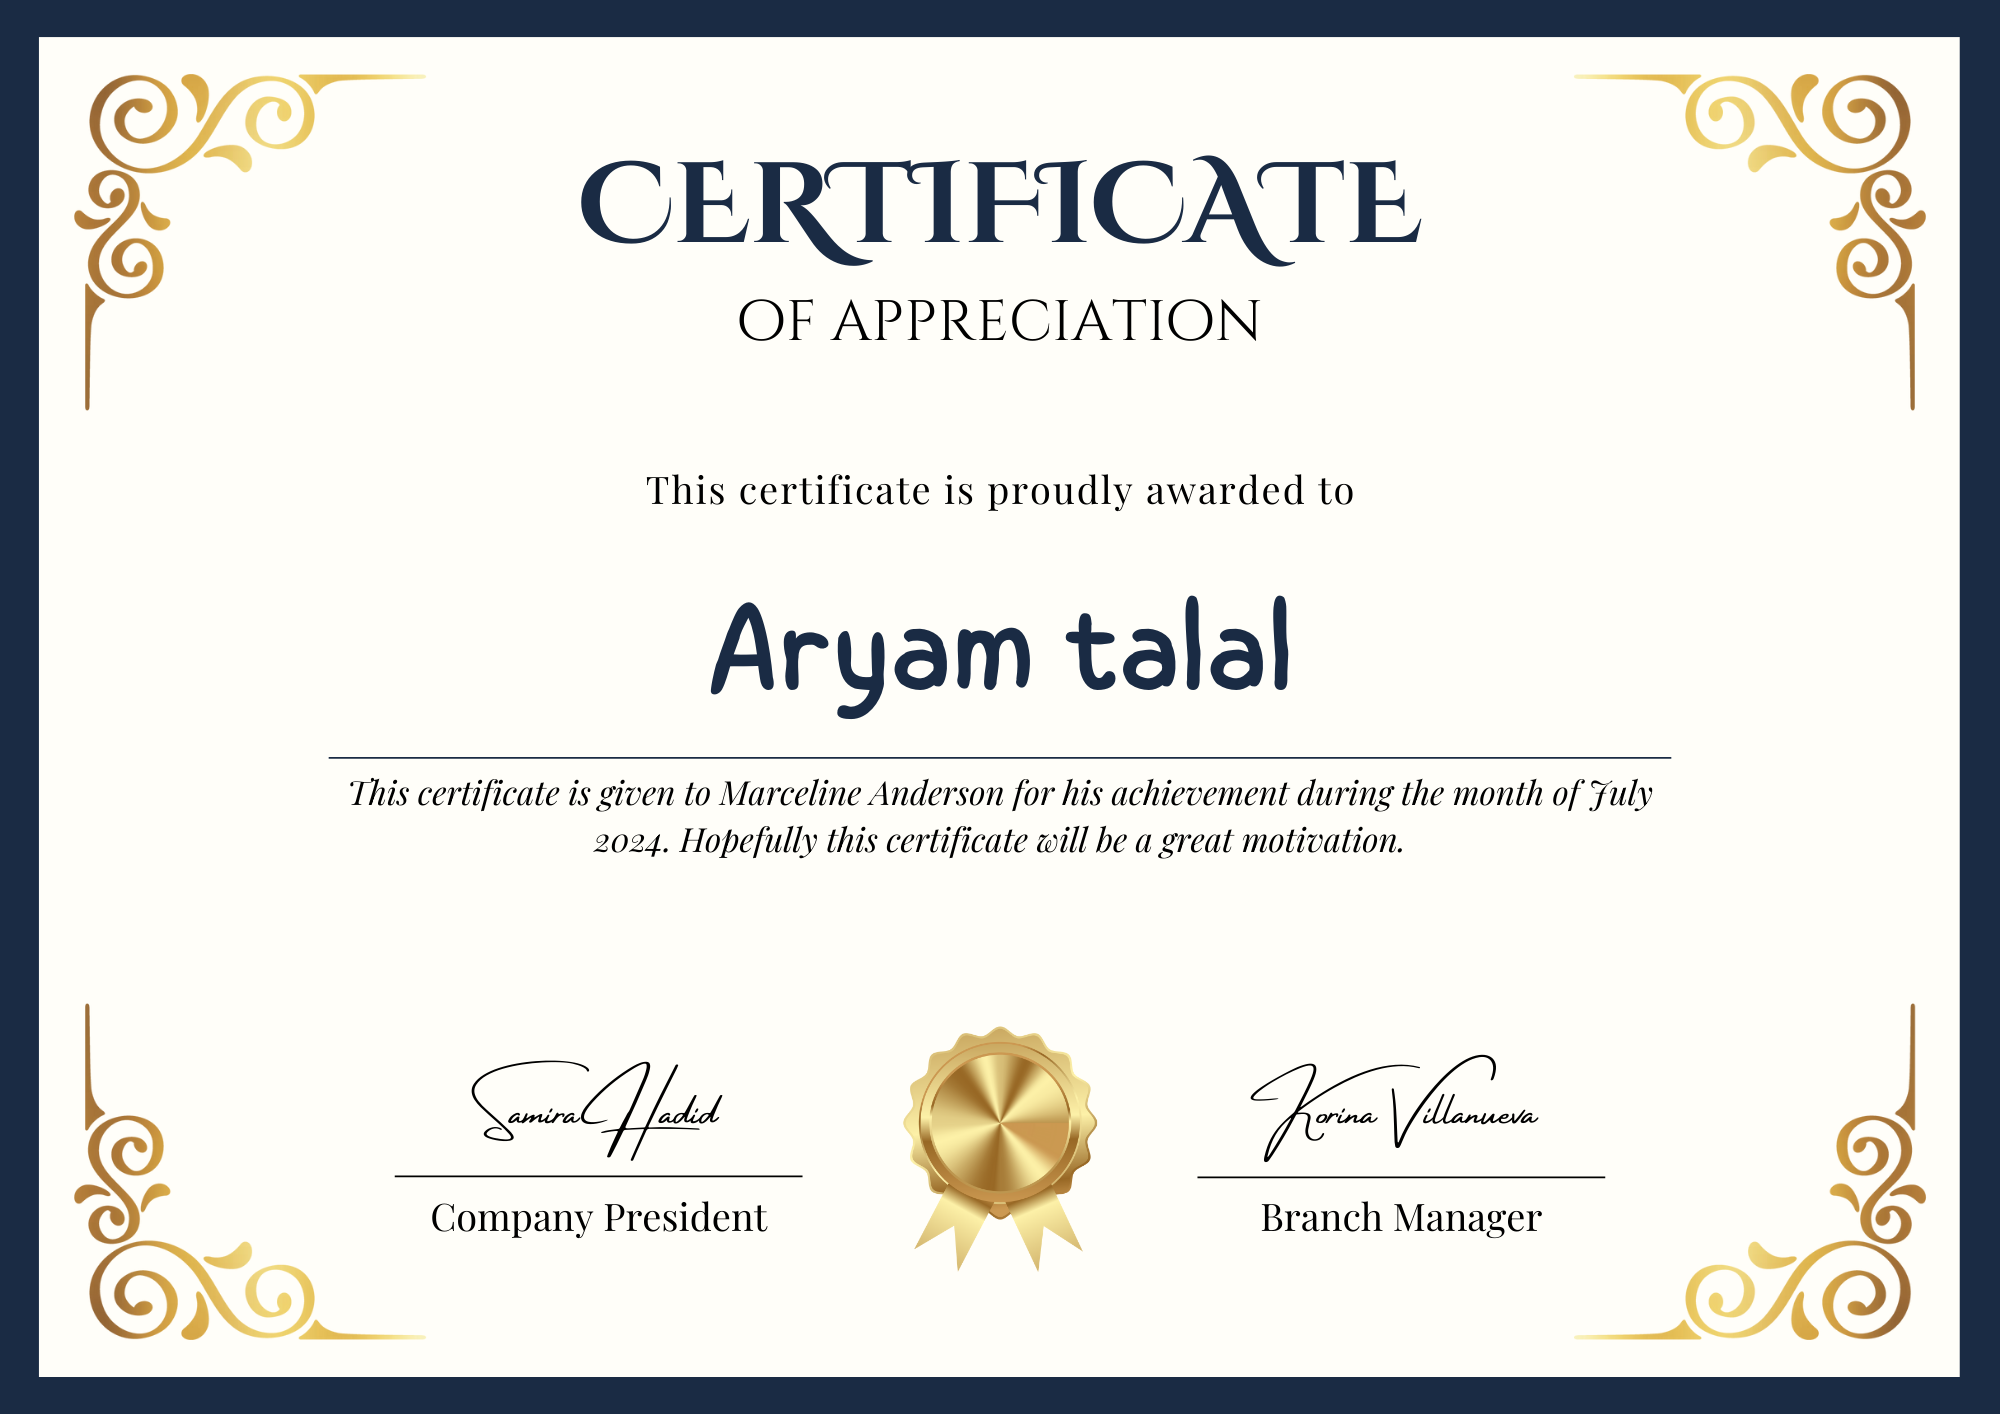 CERTIFICATE
OF APPRECIATION
This certificate is proudly awarded to
Aryam talal
This certificate is given to Marceline Anderson for his achievement during the month of July
2024. Hopefully this certificate will be a great motivation.
Samira Hadid
Korina Villanueva
Company President
Branch Manager